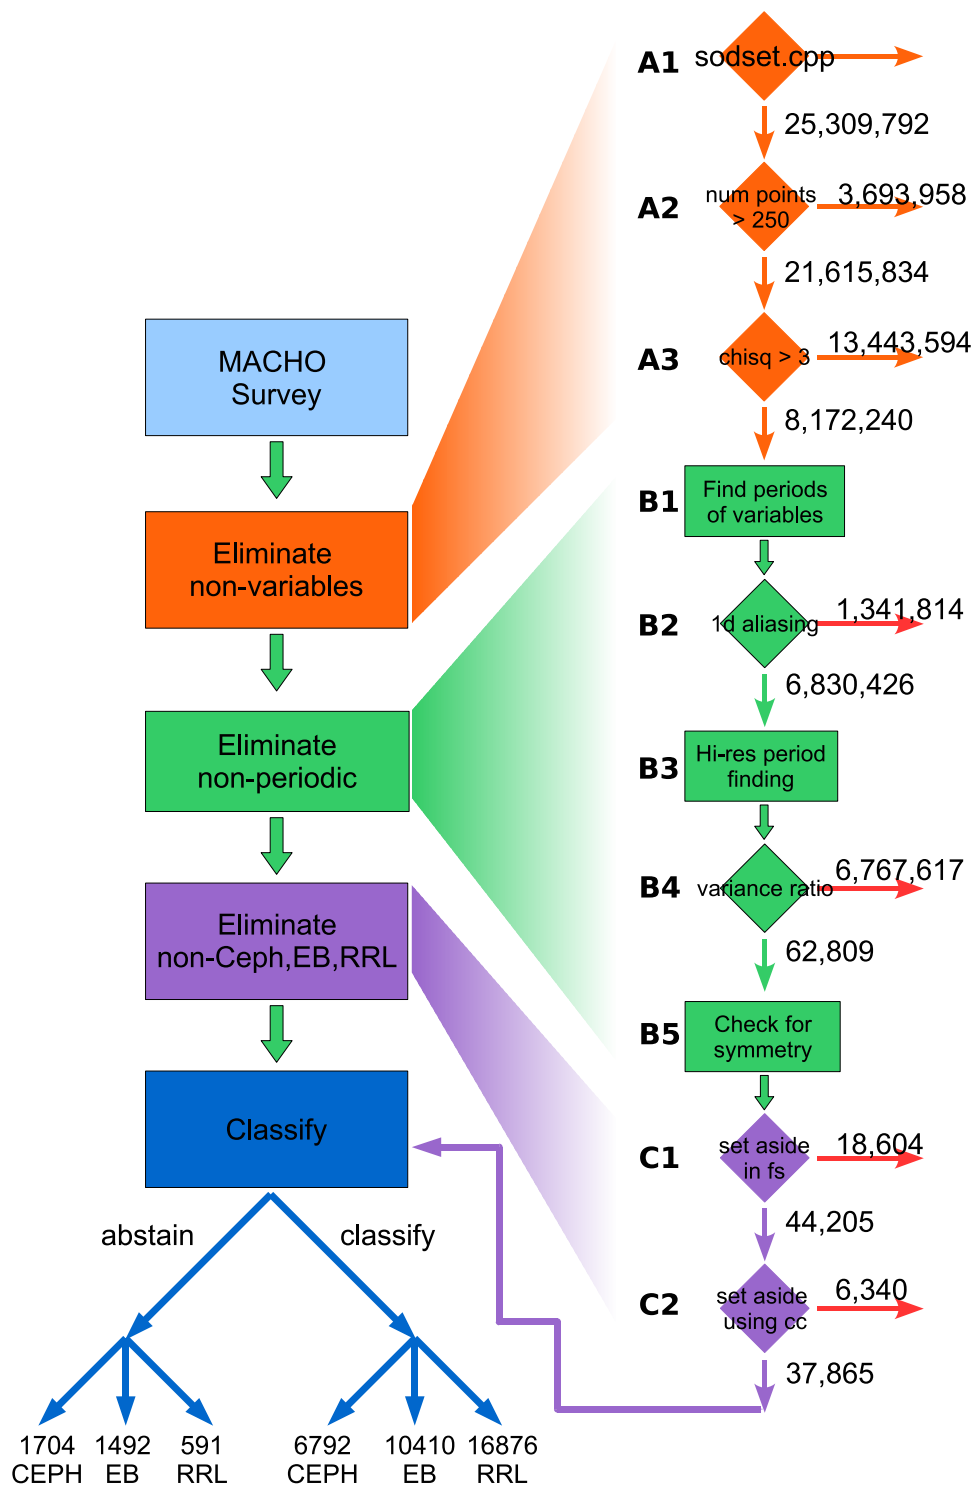 MACHO
Survey
Eliminate
non-variables
Eliminate
non-periodic
Eliminate
non-Ceph,EB,RRL
Classify
abstain
classify
1704
CEPH
1492
EB
591
RRL
6792
CEPH
10410
EB
16876
RRL
A1
sodset.cpp
25,309,792
A2
num points
> 250
3,693,958
21,615,834
A3
chisq > 3
13,443,594
8,172,240
B1
Find periods
of variables
B2
1d aliasing
1,341,814
6,830,426
B3
Hi-res period
finding
B4
variance ratio
6,767,617
62,809
B5
Check for
symmetry
C1
set aside
in fs
18,604
44,205
C2
set aside
using cc
6,340
37,865